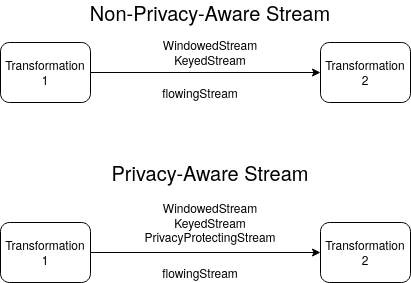 Non-Privacy-Aware Stream
WindowedStream
KeyedStream
Transformation
1
Transformation
2
flowingStream
Privacy-Aware Stream
WindowedStream
KeyedStream
PrivacyProtectingStream
Transformation
1
Transformation
2
flowingStream